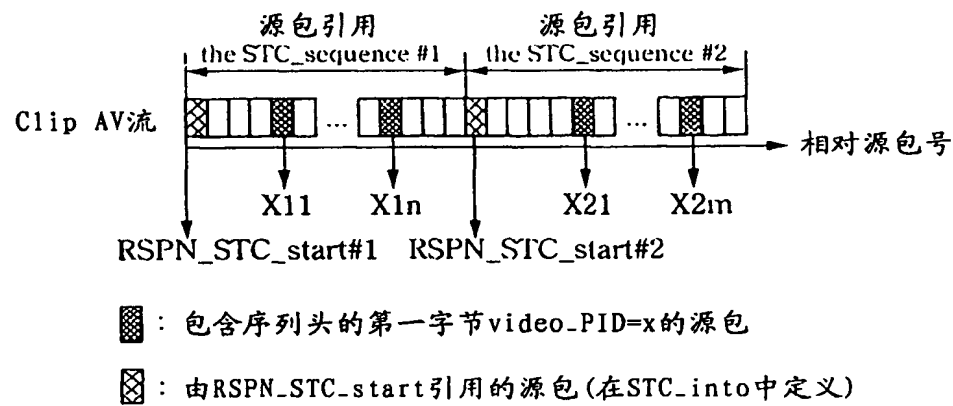 源包引用 源包引用
the STC_sequence #1 the STC_sequence #2
Clip AV流 ... ...
相对源包号
X11 X1n X21 X2m
RSPN_STC_start#1 RSPN_STC_start#2
: 包含序列头的第一字节video_PID=x的源包
: 由RSPN_STC_start引用的源包(在STC_into中定义)